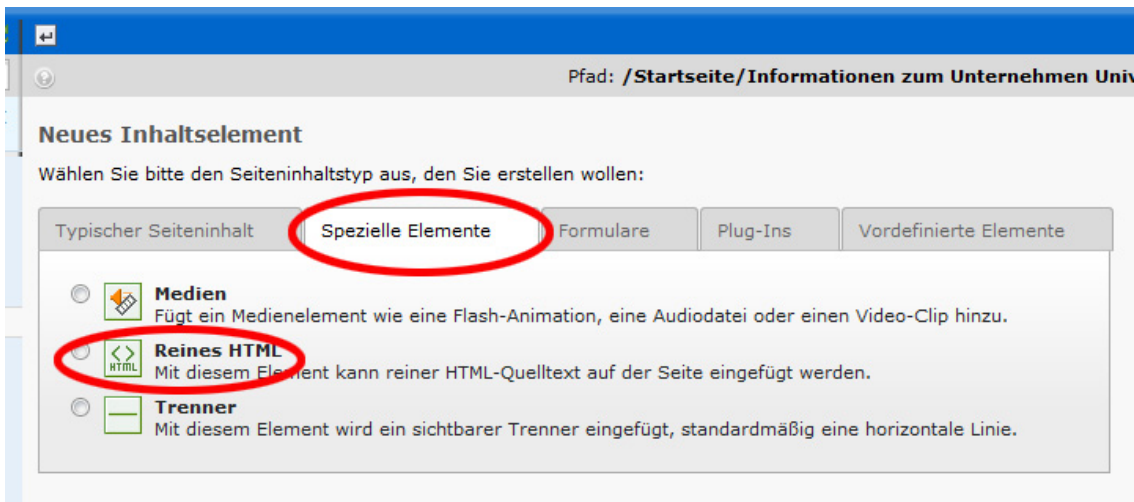 Pfad: /Startseite/Informationen zum Unternehmen
Neues Inhaltselement
Wählen Sie bitte den Seiteninhaltstyp aus, den Sie erstellen wollen:
Typischer Seiteninhalt Spezielle Elemente Formulare Plug-Ins Vordefinierte Elemente
Medien
Fügt ein Medienelement wie eine Flash-Animation, eine Audiodatei oder einen Video-Clip hinzu.
HTML Reines HTML
Mit diesem Element kann reiner HTML-Quelltext auf der Seite eingefügt werden.
Trenner
Mit diesem Element wird ein sichtbarer Trenner eingefügt, standardmäßig eine horizontale Linie.